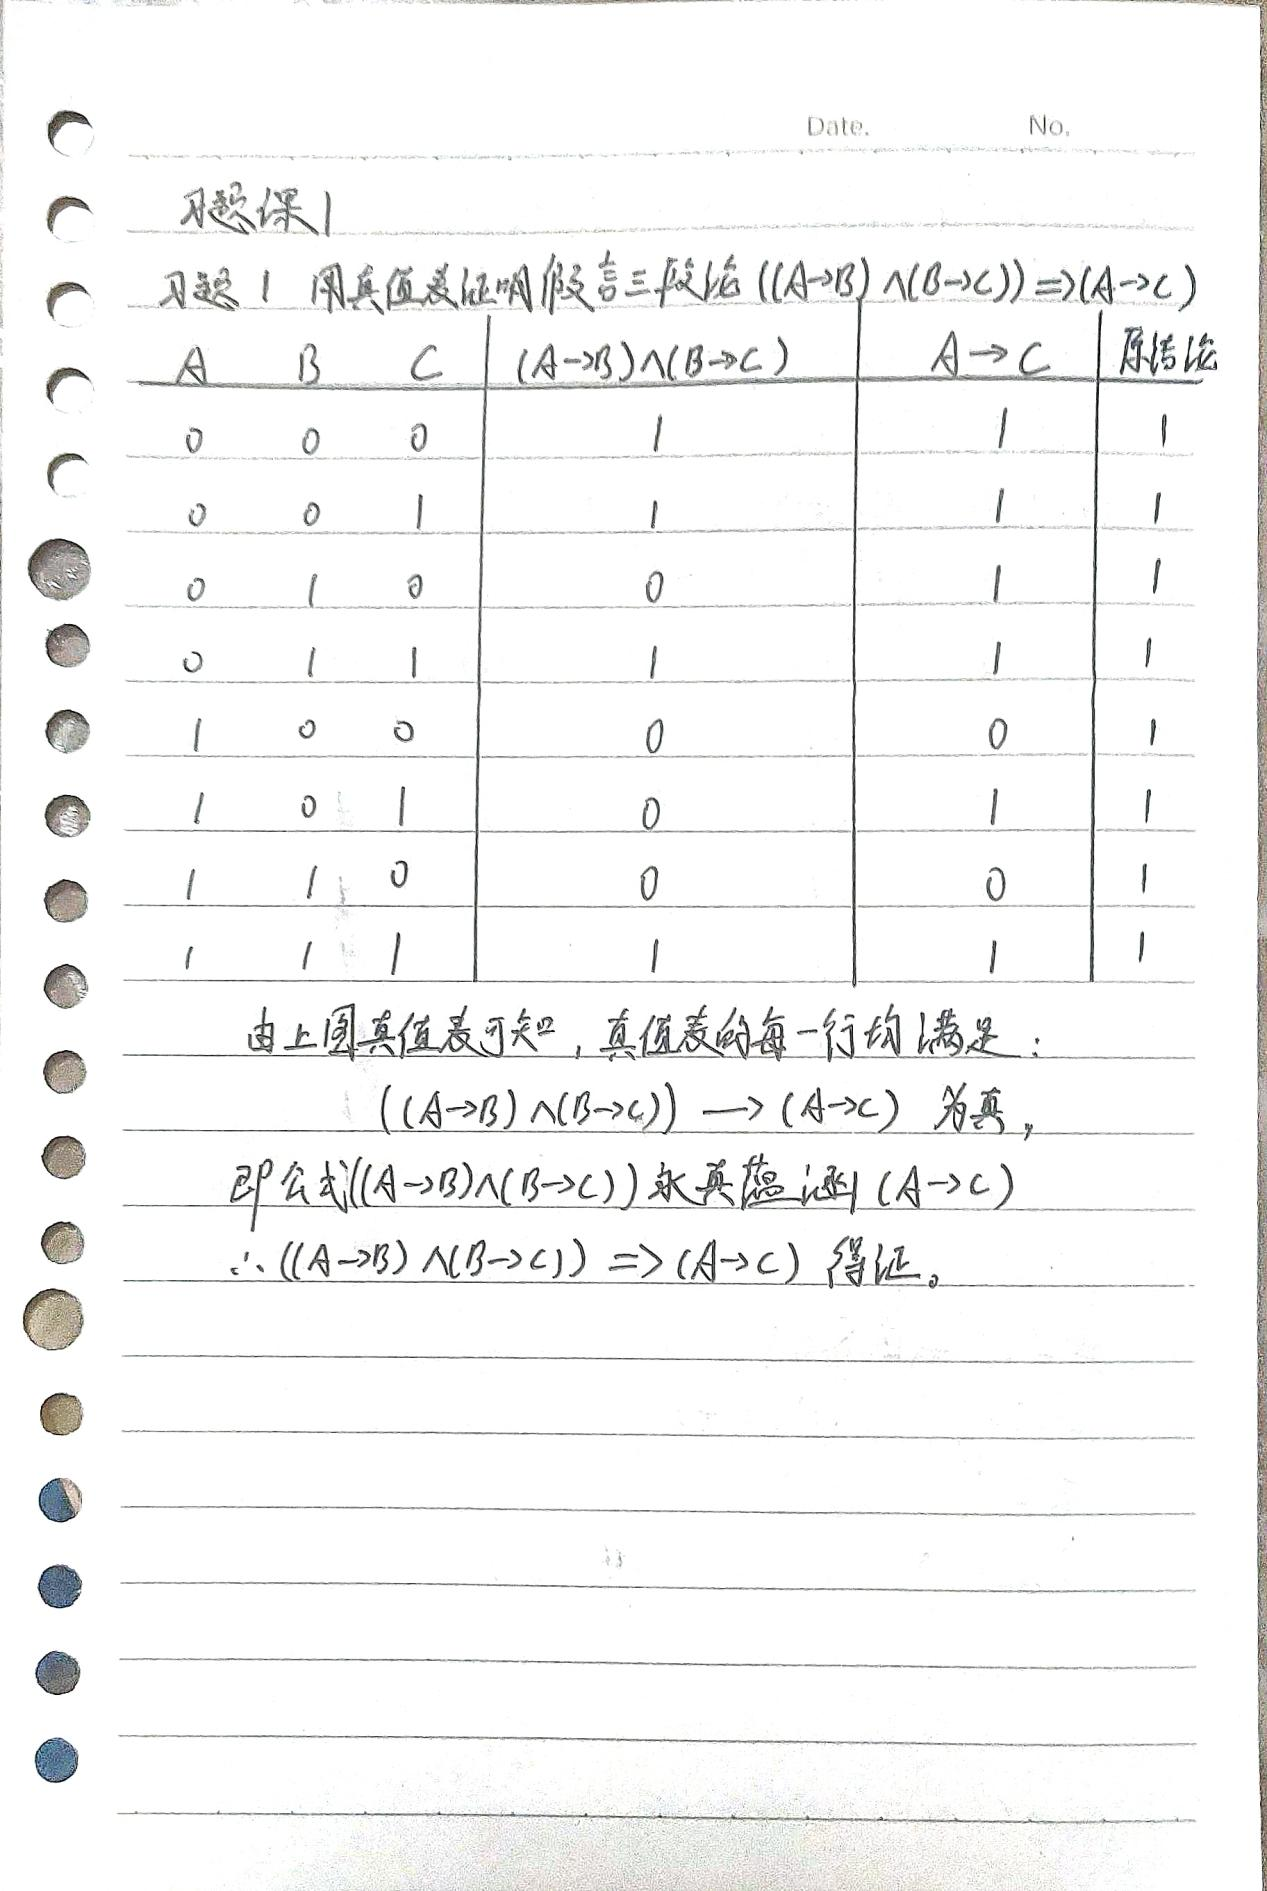 Date. No.
习题课1
习题1 用真值表证明假言三段论((A→B)∧(B→C))⇒(A→C)
A B C (A→B)∧(B→C) A→C 原结论
0 0 0 1 1 1
0 0 1 1 1 1
0 1 0 0 1 1
0 1 1 1 1 1
1 0 0 0 0 1
1 0 1 0 1 1
1 1 0 0 0 1
1 1 1 1 1 1
由上图真值表可知,真值表的每一行均满足:
((A→B)∧(B→C))→(A→C) 为真,
即公式((A→B)∧(B→C))永真蕴涵(A→C)
∴((A→B)∧(B→C))⇒(A→C) 得证。